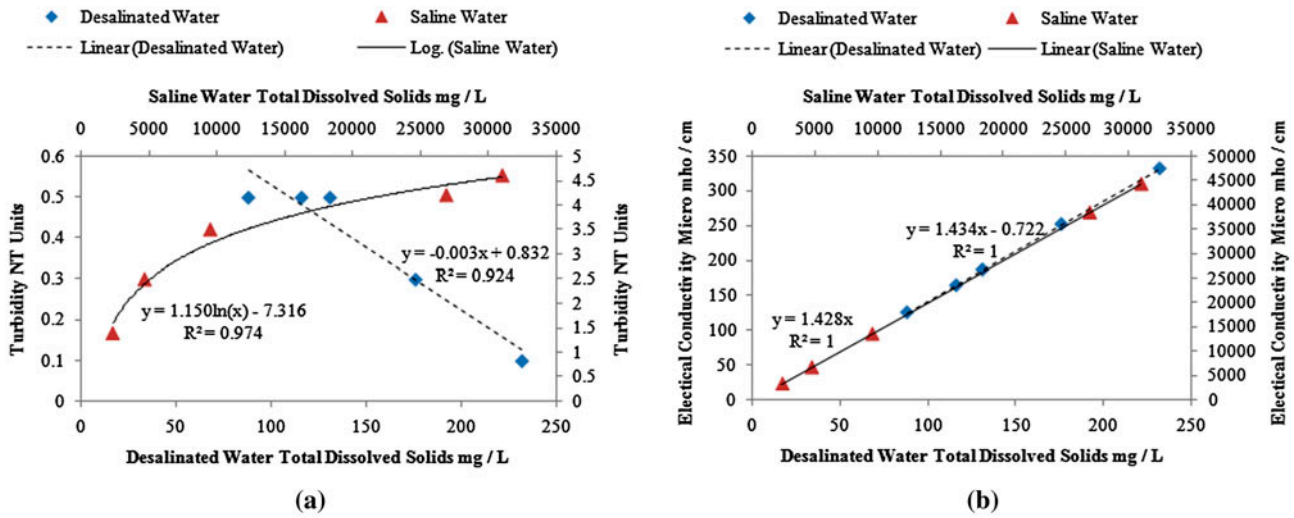 Desalinated Water
Saline Water
Linear (Desalinated Water)
Log. (Saline Water)
Saline Water Total Dissolved Solids mg / L
0 5000 10000 15000 20000 25000 30000 35000
Turbidity NT Units
0.6
0.5
0.4
0.3
0.2
0.1
0
5
4.5
4
3.5
3
2.5
2
1.5
1
0.5
0
Turbidity NT Units
y = -0.003x + 0.832
R² = 0.924
y = 1.150ln(x) - 7.316
R² = 0.974
0 50 100 150 200 250
Desalinated Water Total Dissolved Solids mg / L
(a)
Desalinated Water
Saline Water
Linear (Desalinated Water)
Linear (Saline Water)
Saline Water Total Dissolved Solids mg / L
0 5000 10000 15000 20000 25000 30000 35000
Electical Conductivity Micro mho / cm
350
300
250
200
150
100
50
0
50000
45000
40000
35000
30000
25000
20000
15000
10000
5000
0
Electical Conductivity Micro mho / cm
y = 1.434x - 0.722
R² = 1
y = 1.428x
R² = 1
0 50 100 150 200 250
Desalinated Water Total Dissolved Solids mg / L
(b)